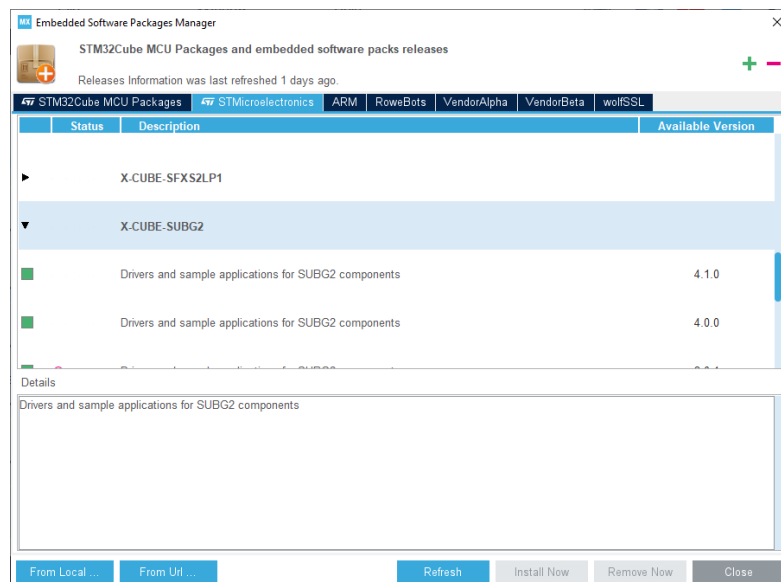 MX Embedded Software Packages Manager
STM32Cube MCU Packages and embedded software packs releases
Releases Information was last refreshed 1 days ago.
STM32Cube MCU Packages STMicroelectronics ARM RoweBots VendorAlpha VendorBeta wolfSSL
Status Description Available Version
X-CUBE-SFXS2LP1
X-CUBE-SUBG2
Drivers and sample applications for SUBG2 components 4.1.0
Drivers and sample applications for SUBG2 components 4.0.0
Details
Drivers and sample applications for SUBG2 components
From Local ... From Url ... Refresh Install Now Remove Now Close